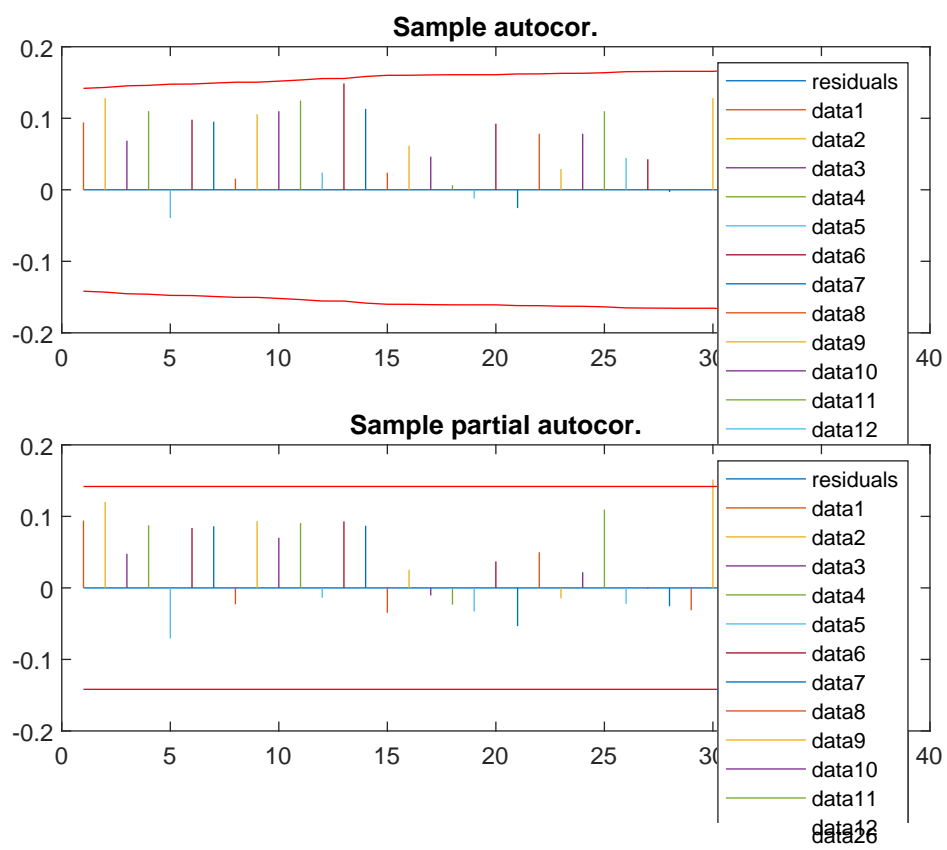 Sample autocor.
0.2
0.1
0
-0.1
-0.2
0
5
10
15
20
25
30
40
residuals
data1
data2
data3
data4
data5
data6
data7
data8
data9
data10
data11
data12
Sample partial autocor.
0.2
0.1
0
-0.1
-0.2
0
5
10
15
20
25
30
40
residuals
data1
data2
data3
data4
data5
data6
data7
data8
data9
data10
data11
data12
data26